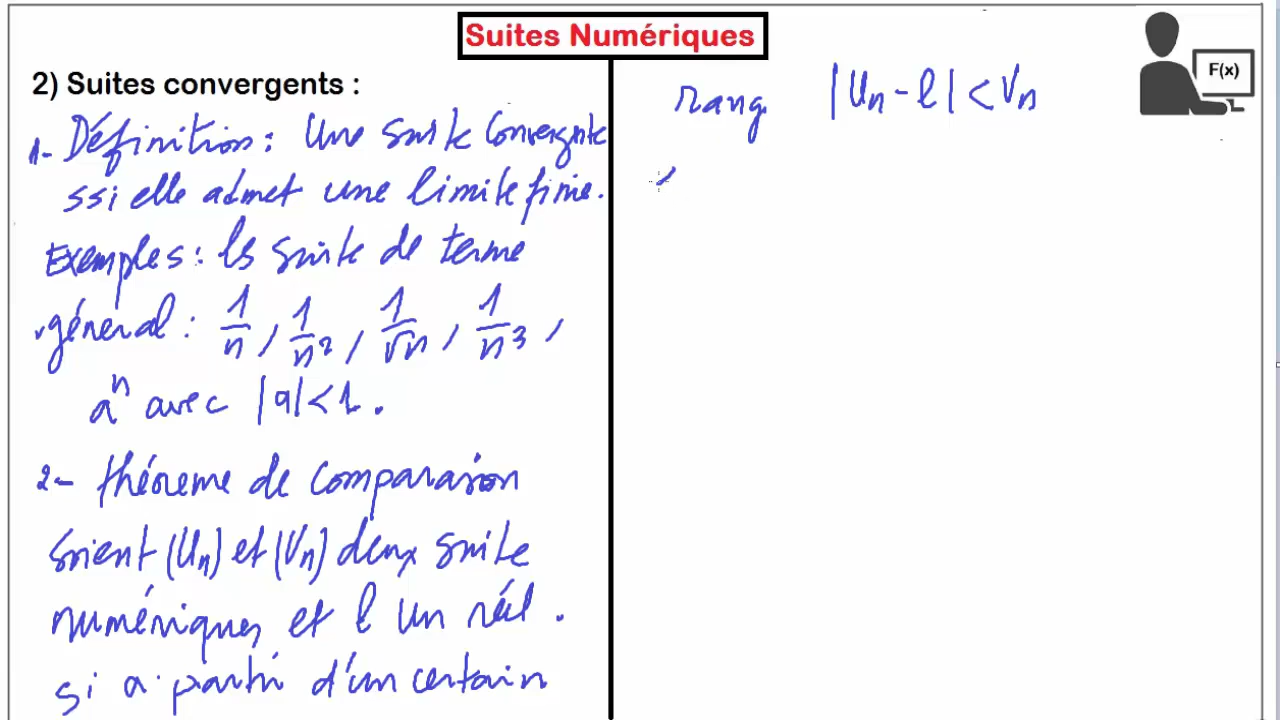 Suites Numériques
F(x)
2) Suites convergents :
1- Définition : Une suite Convergente
ssi elle admet une limite finie.
Exemples : les suite de terme
général : 1/n, 1/n², 1/√n, 1/n³,
aⁿ avec |a| < 1.
2- théoreme de comparaison
soient (Un) et (Vn) deux suite
numériques et l un réél.
si a partir d'un certain
rang |Un - l| < Vn